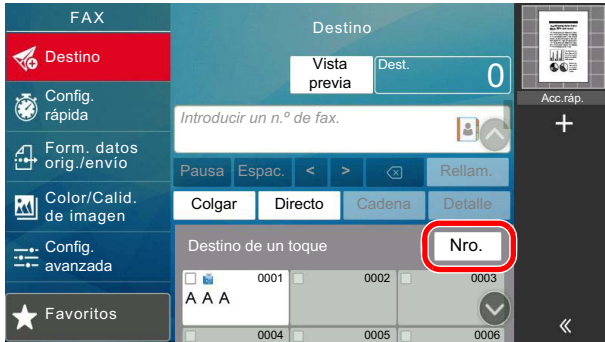 FAX
Destino
Config.
rápida
Form. datos
orig./envío
Color/Calid.
de imagen
Config.
avanzada
Favoritos
Destino
Vista
previa
Dest.
0
Introducir un n.º de fax.
Pausa Espac. < > Rellam.
Colgar Directo Cadena Detalle
Destino de un toque Nro.
0001 0002 0003
A A A
0004 0005 0006
Acc.ráp.
+
«